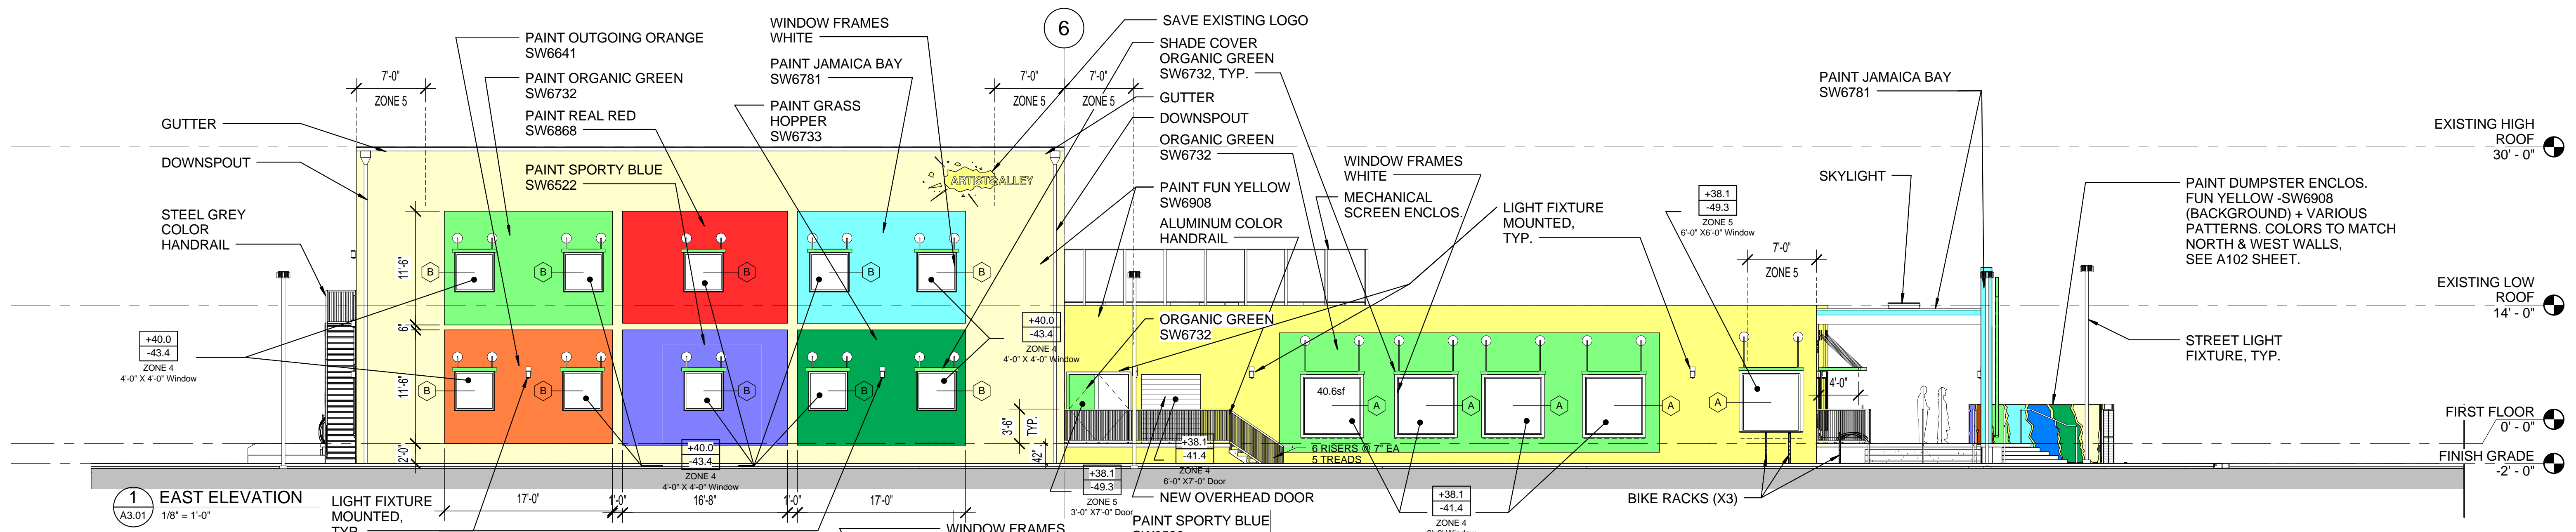 6
SAVE EXISTING LOGO
WINDOW FRAMES
WHITE
PAINT OUTGOING ORANGE
SW6641
SHADE COVER
ORGANIC GREEN
SW6732, TYP.
PAINT JAMAICA BAY
SW6781
PAINT ORGANIC GREEN
SW6732
7'-0"
ZONE 5
7'-0"
ZONE 5
7'-0"
ZONE 5
PAINT JAMAICA BAY
SW6781
GUTTER
PAINT GRASS
HOPPER
SW6733
PAINT REAL RED
SW6868
DOWNSPOUT
GUTTER
EXISTING HIGH
ROOF
30' - 0"
ORGANIC GREEN
SW6732
DOWNSPOUT
WINDOW FRAMES
WHITE
PAINT SPORTY BLUE
SW6522
ARTISTS ALLEY
SKYLIGHT
PAINT DUMPSTER ENCLOS.
FUN YELLOW -SW6908
(BACKGROUND) + VARIOUS
PATTERNS. COLORS TO MATCH
NORTH & WEST WALLS,
SEE A102 SHEET.
PAINT FUN YELLOW
SW6908
MECHANICAL
SCREEN ENCLOS.
+38.1
-49.3
ZONE 5
6'-0" X6'-0" Window
LIGHT FIXTURE
MOUNTED,
TYP.
STEEL GREY
COLOR
HANDRAIL
ALUMINUM COLOR
HANDRAIL
7'-0"
ZONE 5
11'-6"
B
B
B
B
B
EXISTING LOW
ROOF
14' - 0"
6"
+40.0
-43.4
ZONE 4
4'-0" X 4'-0" Window
+40.0
-43.4
ZONE 4
4'-0" X 4'-0" Window
ORGANIC GREEN
SW6732
STREET LIGHT
FIXTURE, TYP.
11'-6"
B
B
B
B
B
40.6sf
A
A
A
A
A
4'-0"
FIRST FLOOR
0' - 0"
3'-6"
TYP.
2'-0"
42"
+40.0
-43.4
ZONE 4
4'-0" X 4'-0" Window
+38.1
-41.4
ZONE 4
6'-0" X7'-0" Door
6 RISERS @ 7" EA
5 TREADS
FINISH GRADE
-2' - 0"
+38.1
-49.3
ZONE 5
3'-0" X7'-0" Door
NEW OVERHEAD DOOR
+38.1
-41.4
ZONE 4
BIKE RACKS (X3)
1
A3.01
EAST ELEVATION
1/8" = 1'-0"
17'-0"
1'-0"
16'-8"
1'-0"
17'-0"
LIGHT FIXTURE
MOUNTED,
TYP.
WINDOW FRAMES
PAINT SPORTY BLUE